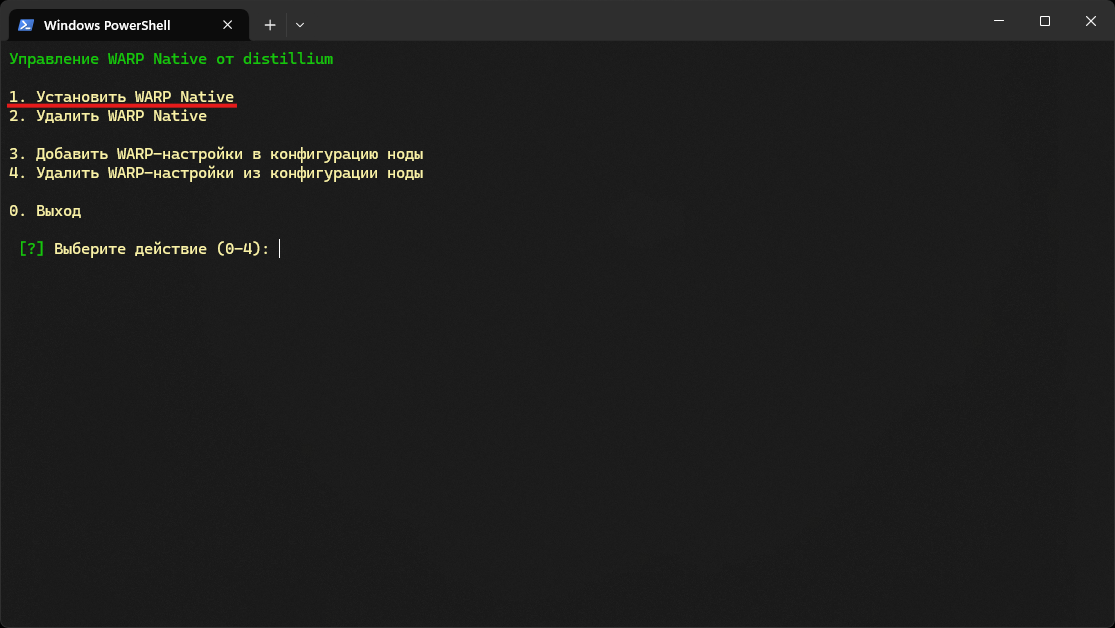 Windows PowerShell
Управление WARP Native от distillium
1. Установить WARP Native
2. Удалить WARP Native
3. Добавить WARP-настройки в конфигурацию ноды
4. Удалить WARP-настройки из конфигурации ноды
0. Выход
[?] Выберите действие (0-4):